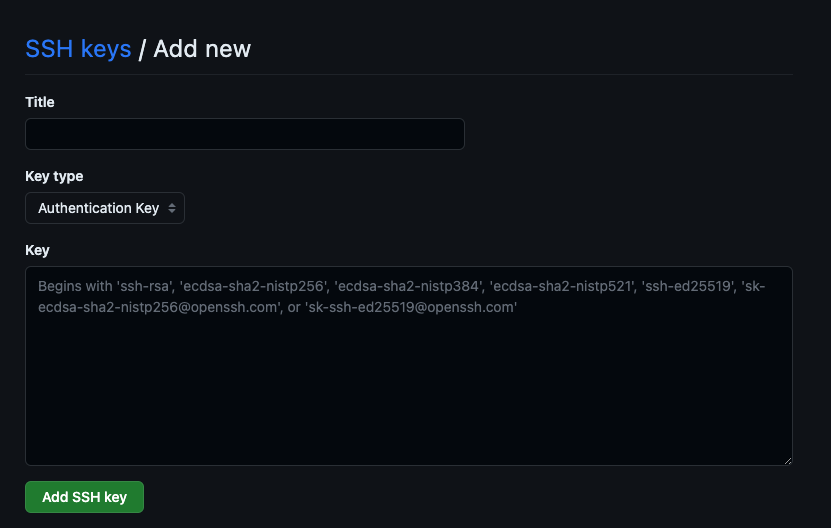 SSH keys / Add new
Title
Key type
Authentication Key
Key
Begins with 'ssh-rsa', 'ecdsa-sha2-nistp256', 'ecdsa-sha2-nistp384', 'ecdsa-sha2-nistp521', 'ssh-ed25519', 'sk-
ecdsa-sha2-nistp256@openssh.com', or 'sk-ssh-ed25519@openssh.com'
Add SSH key